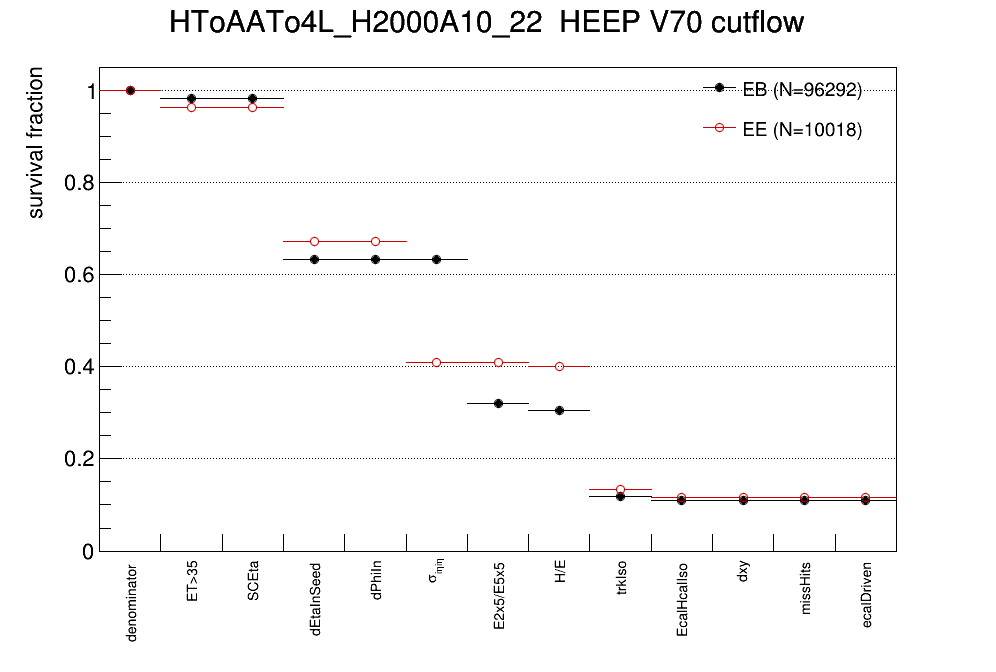 HToAATo4L_H2000A10_22 HEEP V70 cutflow
survival fraction
1
0.8
0.6
0.4
0.2
0
EB (N=96292)
EE (N=10018)
denominator
ET>35
SCEta
dEtaInSeed
dPhiIn
σiηiη
E2x5/E5x5
H/E
trkIso
EcalHcalIso
dxy
missHits
ecalDriven